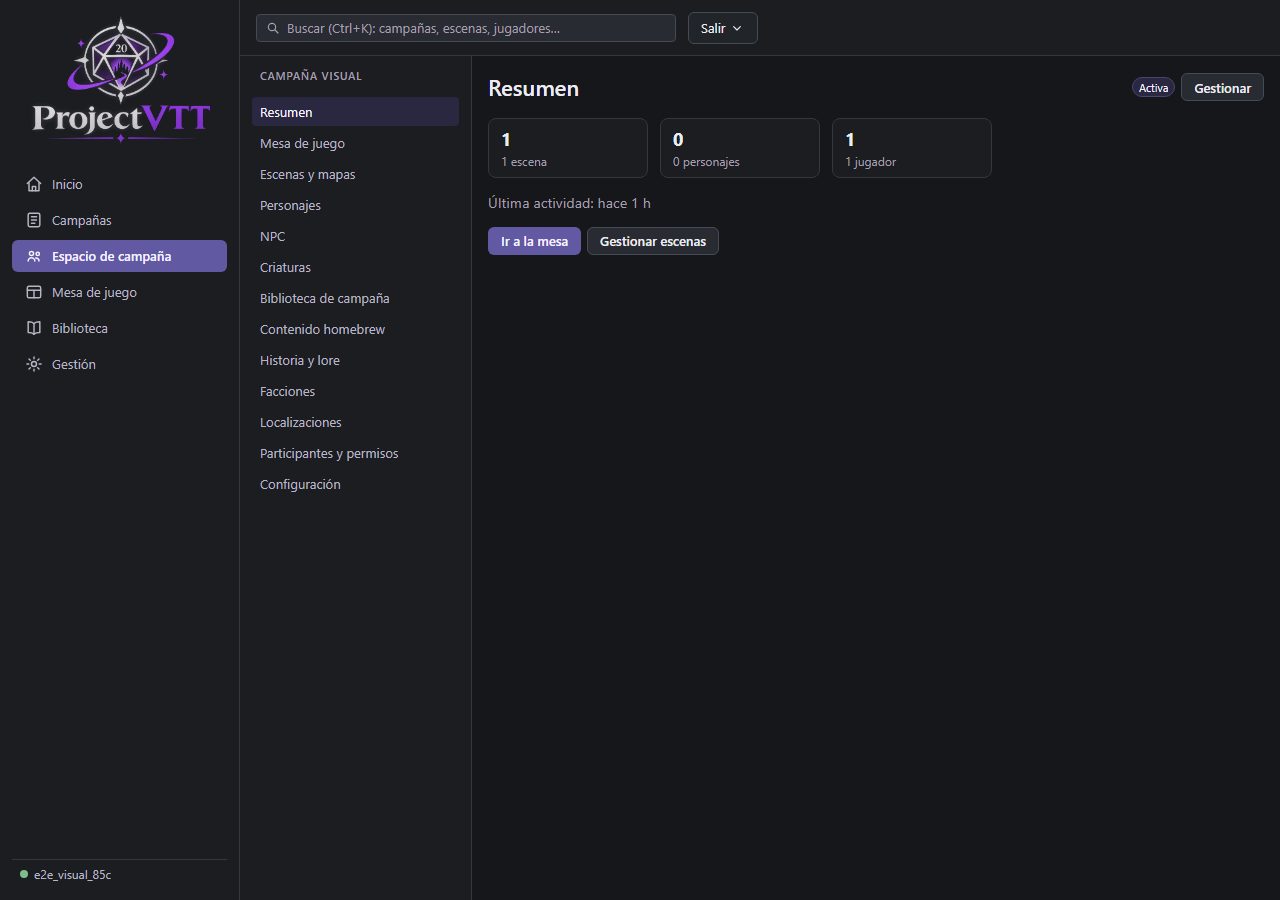 20
ProjectVTT
Inicio
Campañas
Espacio de campaña
Mesa de juego
Biblioteca
Gestión
e2e_visual_85c
Buscar (Ctrl+K): campañas, escenas, jugadores...
Salir
CAMPAÑA VISUAL
Resumen
Mesa de juego
Escenas y mapas
Personajes
NPC
Criaturas
Biblioteca de campaña
Contenido homebrew
Historia y lore
Facciones
Localizaciones
Participantes y permisos
Configuración
Resumen
Activa
Gestionar
1
1 escena
0
0 personajes
1
1 jugador
Última actividad: hace 1 h
Ir a la mesa
Gestionar escenas